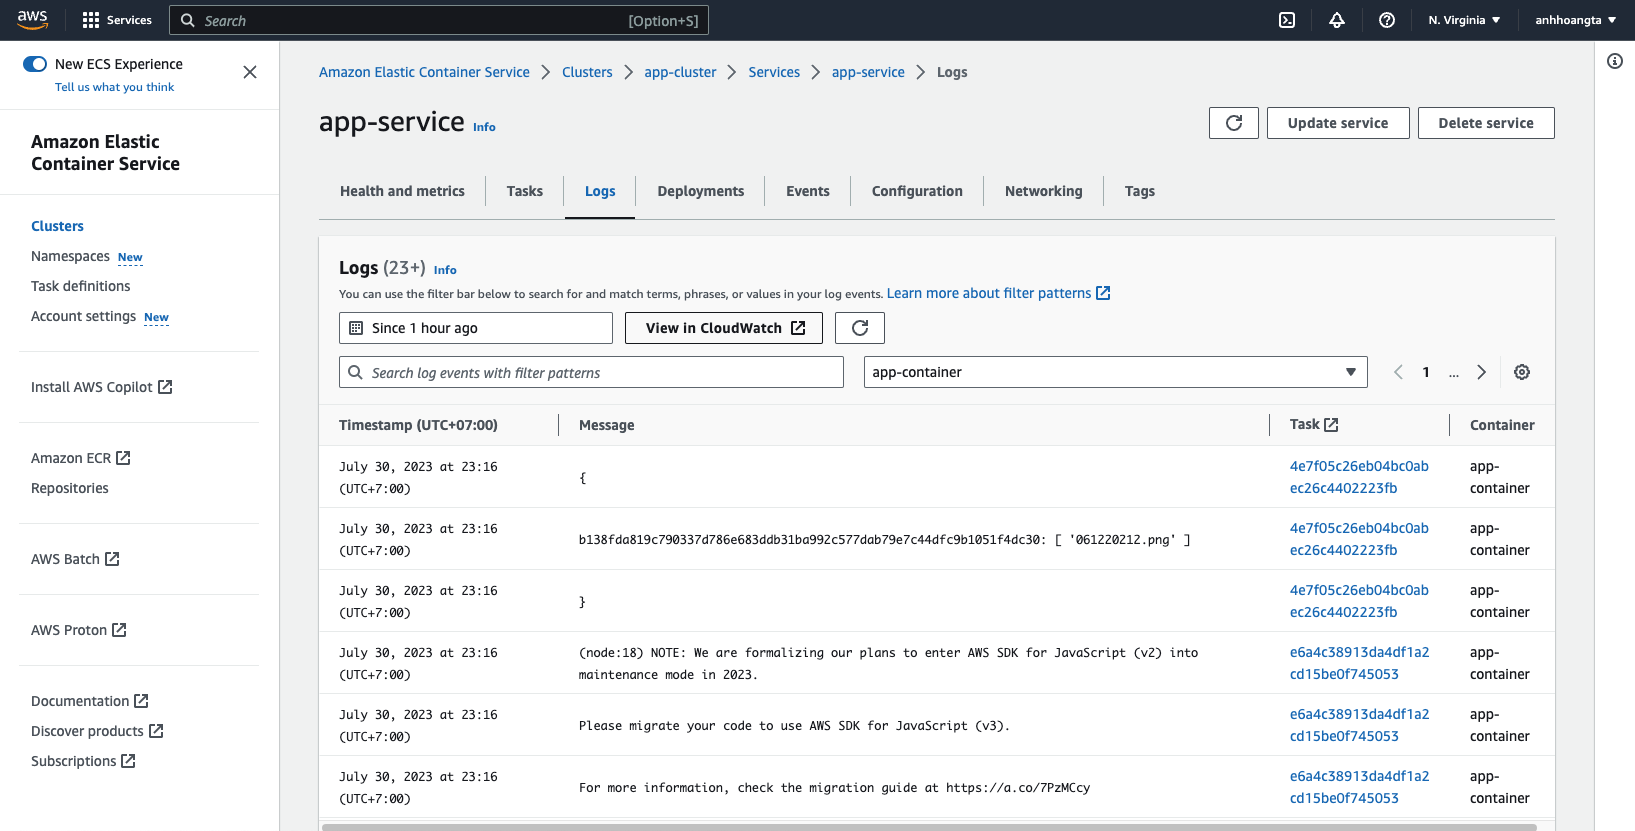 aws
Services
Search
[Option+S]
N. Virginia
anhhoangta
New ECS Experience
Tell us what you think
Amazon Elastic
Container Service
Clusters
Namespaces New
Task definitions
Account settings New
Install AWS Copilot
Amazon ECR
Repositories
AWS Batch
AWS Proton
Documentation
Discover products
Subscriptions
Amazon Elastic Container Service > Clusters > app-cluster > Services > app-service > Logs
app-service Info
Update service
Delete service
Health and metrics
Tasks
Logs
Deployments
Events
Configuration
Networking
Tags
Logs (23+) Info
You can use the filter bar below to search for and match terms, phrases, or values in your log events. Learn more about filter patterns
Since 1 hour ago
View in CloudWatch
Search log events with filter patterns
app-container
1 ...
Timestamp (UTC+07:00)
Message
Task
Container
July 30, 2023 at 23:16
(UTC+7:00)
{
4e7f05c26eb04bc0ab
ec26c4402223fb
app-
container
July 30, 2023 at 23:16
(UTC+7:00)
b138fda819c790337d786e683ddb31ba992c577dab79e7c44dfc9b1051f4dc30: [ '061220212.png' ]
4e7f05c26eb04bc0ab
ec26c4402223fb
app-
container
July 30, 2023 at 23:16
(UTC+7:00)
}
4e7f05c26eb04bc0ab
ec26c4402223fb
app-
container
July 30, 2023 at 23:16
(UTC+7:00)
(node:18) NOTE: We are formalizing our plans to enter AWS SDK for JavaScript (v2) into
maintenance mode in 2023.
e6a4c38913da4df1a2
cd15be0f745053
app-
container
July 30, 2023 at 23:16
(UTC+7:00)
Please migrate your code to use AWS SDK for JavaScript (v3).
e6a4c38913da4df1a2
cd15be0f745053
app-
container
July 30, 2023 at 23:16
(UTC+7:00)
For more information, check the migration guide at https://a.co/7PzMCcy
e6a4c38913da4df1a2
cd15be0f745053
app-
container